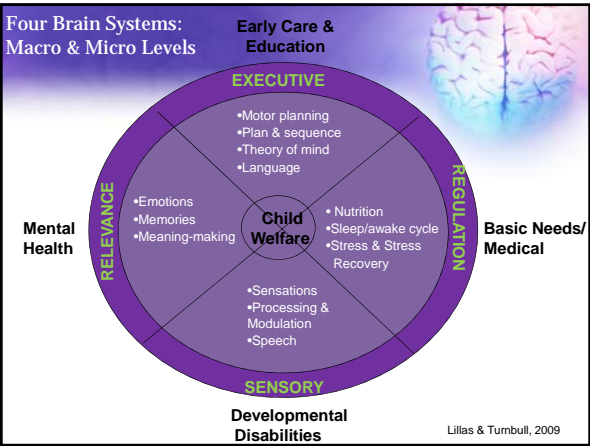 Four Brain Systems:
Macro & Micro Levels
Early Care &
Education
EXECUTIVE
•Motor planning
•Plan & sequence
•Theory of mind
•Language
RELEVANCE
•Emotions
•Memories
•Meaning-making
Mental
Health
Child
Welfare
• Nutrition
•Sleep/awake cycle
•Stress & Stress
Recovery
REGULATION
Basic Needs/
Medical
•Sensations
•Processing &
Modulation
•Speech
SENSORY
Developmental
Disabilities
Lillas & Turnbull, 2009